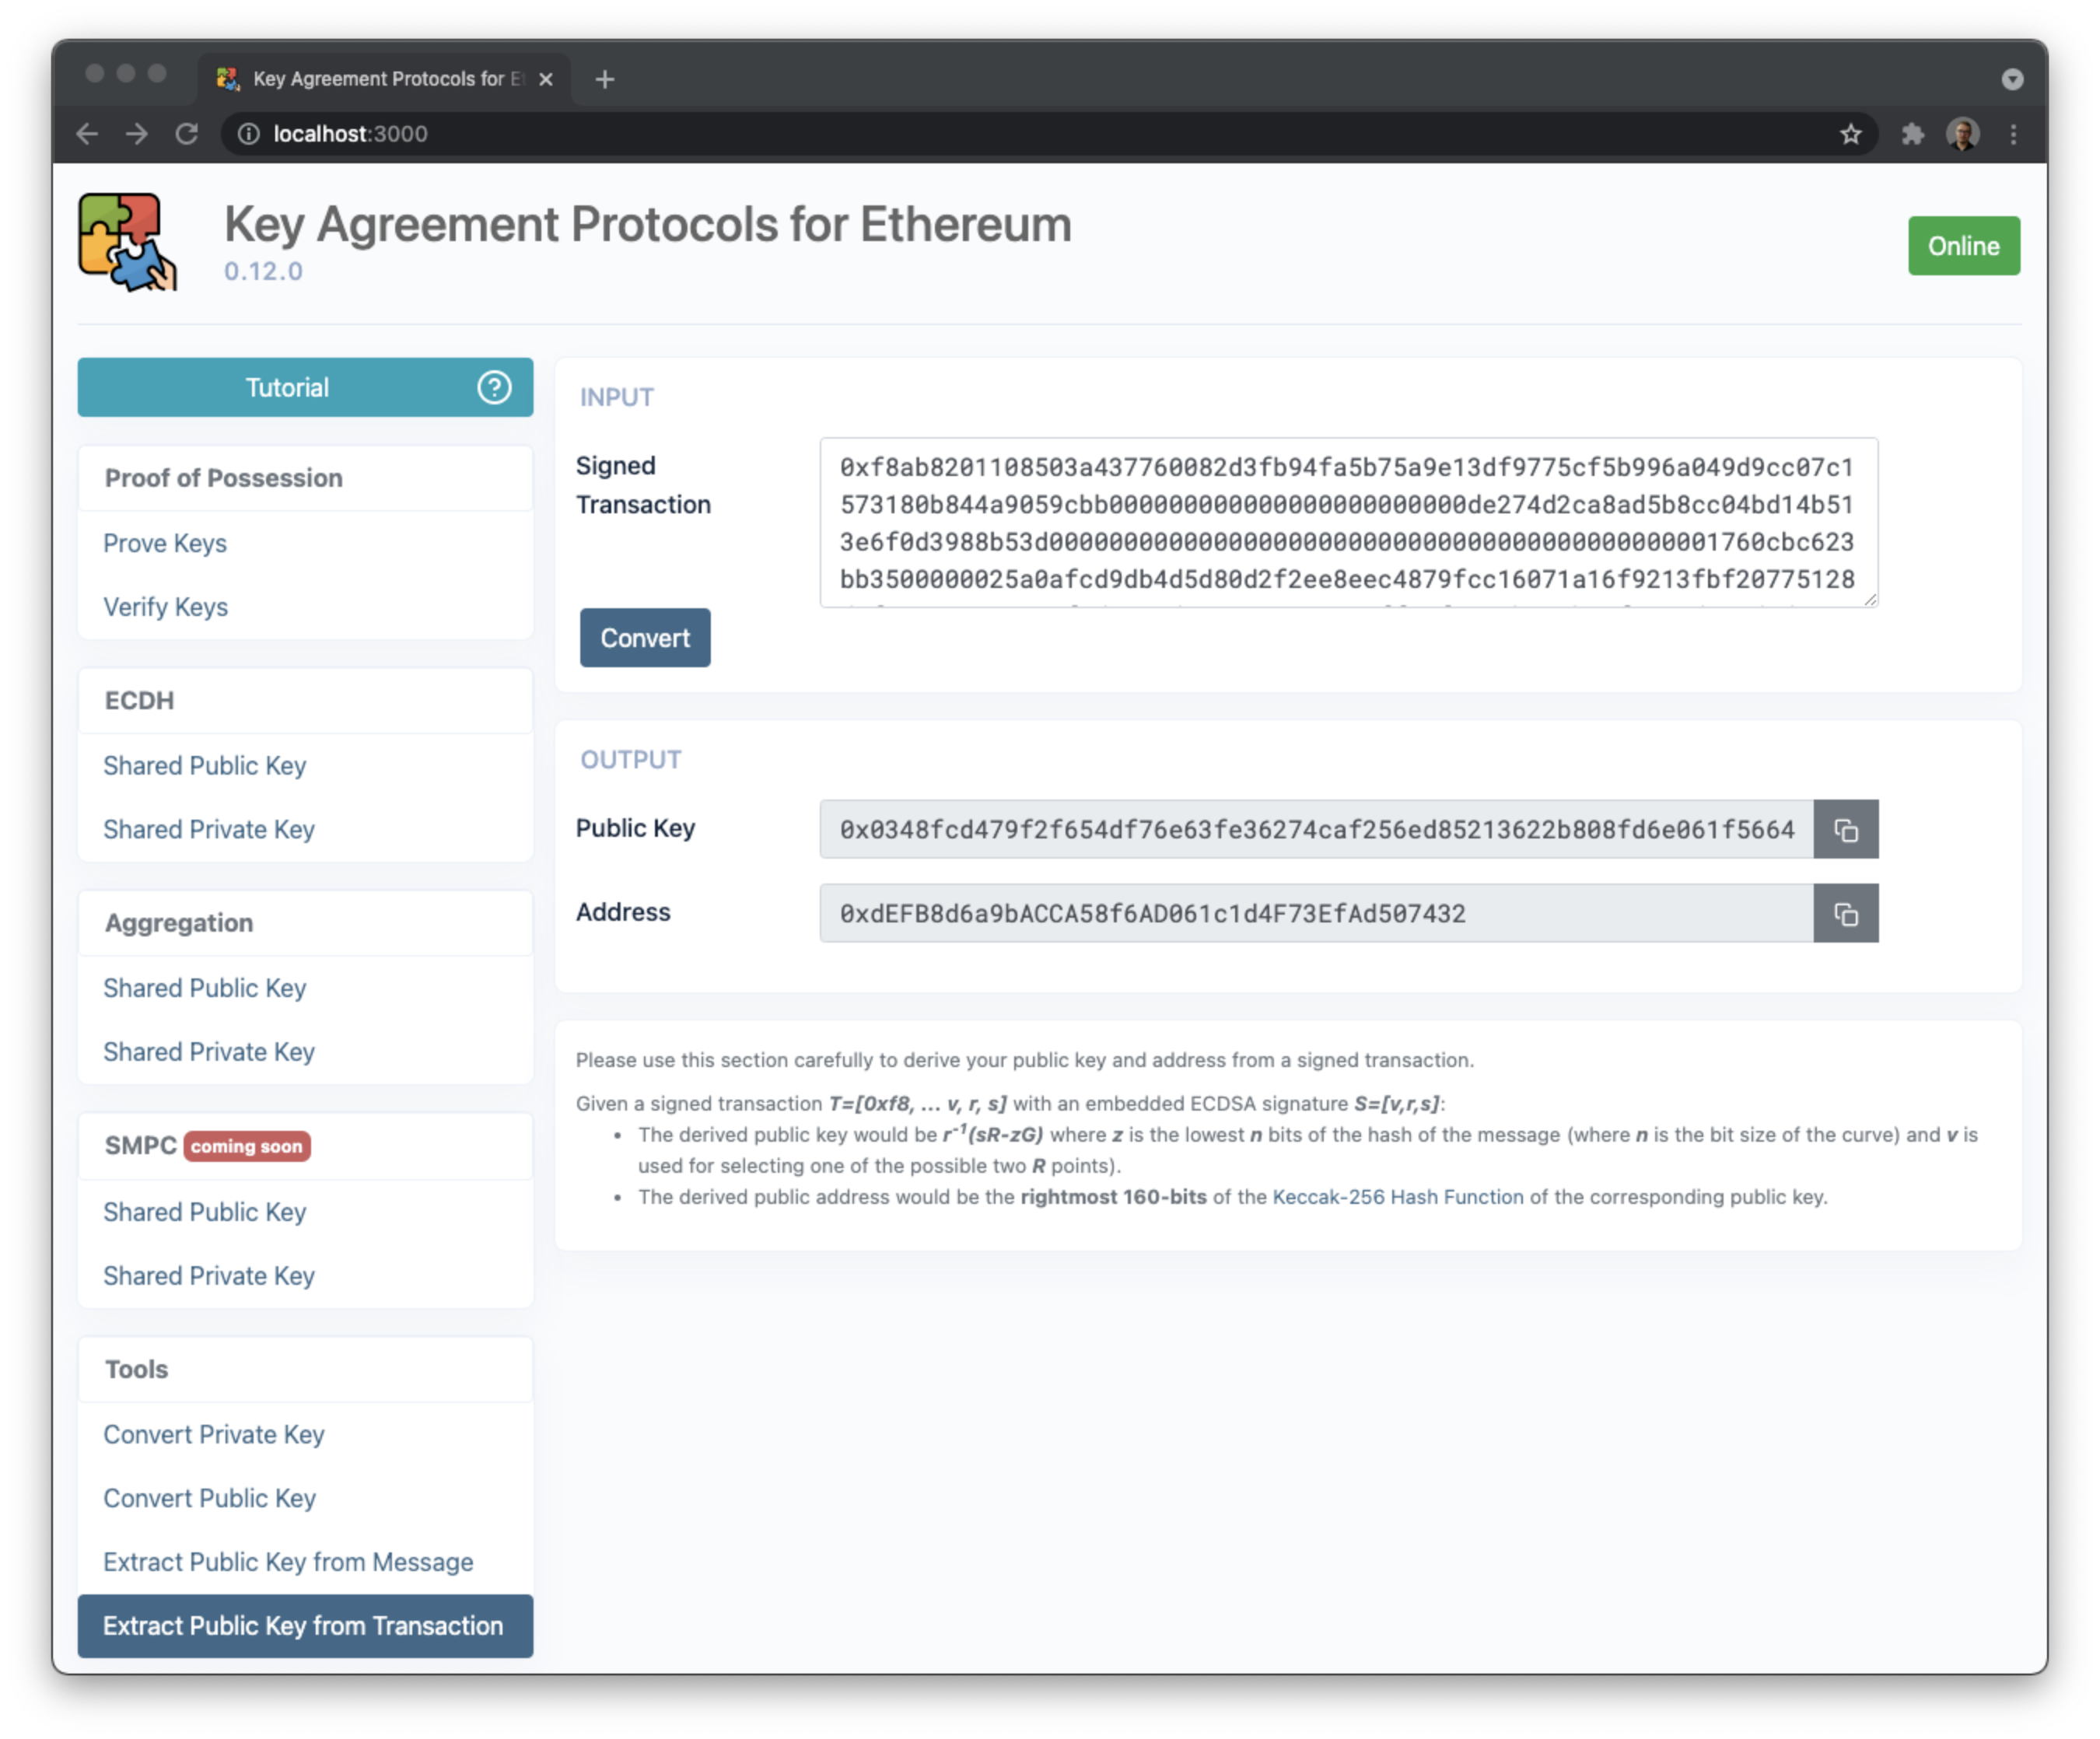 Key Agreement Protocols for Et
localhost:3000
Key Agreement Protocols for Ethereum
0.12.0
Online
Tutorial
Proof of Possession
Prove Keys
Verify Keys
ECDH
Shared Public Key
Shared Private Key
Aggregation
Shared Public Key
Shared Private Key
SMPC coming soon
Shared Public Key
Shared Private Key
Tools
Convert Private Key
Convert Public Key
Extract Public Key from Message
Extract Public Key from Transaction
INPUT
Signed
Transaction
0xf8ab8201108503a437760082d3fb94fa5b75a9e13df9775cf5b996a049d9cc07c1
573180b844a9059cbb000000000000000000000000de274d2ca8ad5b8cc04bd14b51
3e6f0d3988b53d00000000000000000000000000000000000000000000001760cbc623
bb3500000025a0afcd9db4d5d80d2f2ee8eec4879fcc16071a16f9213fbf20775128
Convert
OUTPUT
Public Key
0x0348fcd479f2f654df76e63fe36274caf256ed85213622b808fd6e061f5664
Address
0xdEFB8d6a9bACCA58f6AD061c1d4F73EfAd507432
Please use this section carefully to derive your public key and address from a signed transaction.
Given a signed transaction T=[0xf8, ... v, r, s] with an embedded ECDSA signature S=[v,r,s]:
• The derived public key would be r⁻¹(sR-zG) where z is the lowest n bits of the hash of the message (where n is the bit size of the curve) and v is
used for selecting one of the possible two R points).
• The derived public address would be the rightmost 160-bits of the Keccak-256 Hash Function of the corresponding public key.